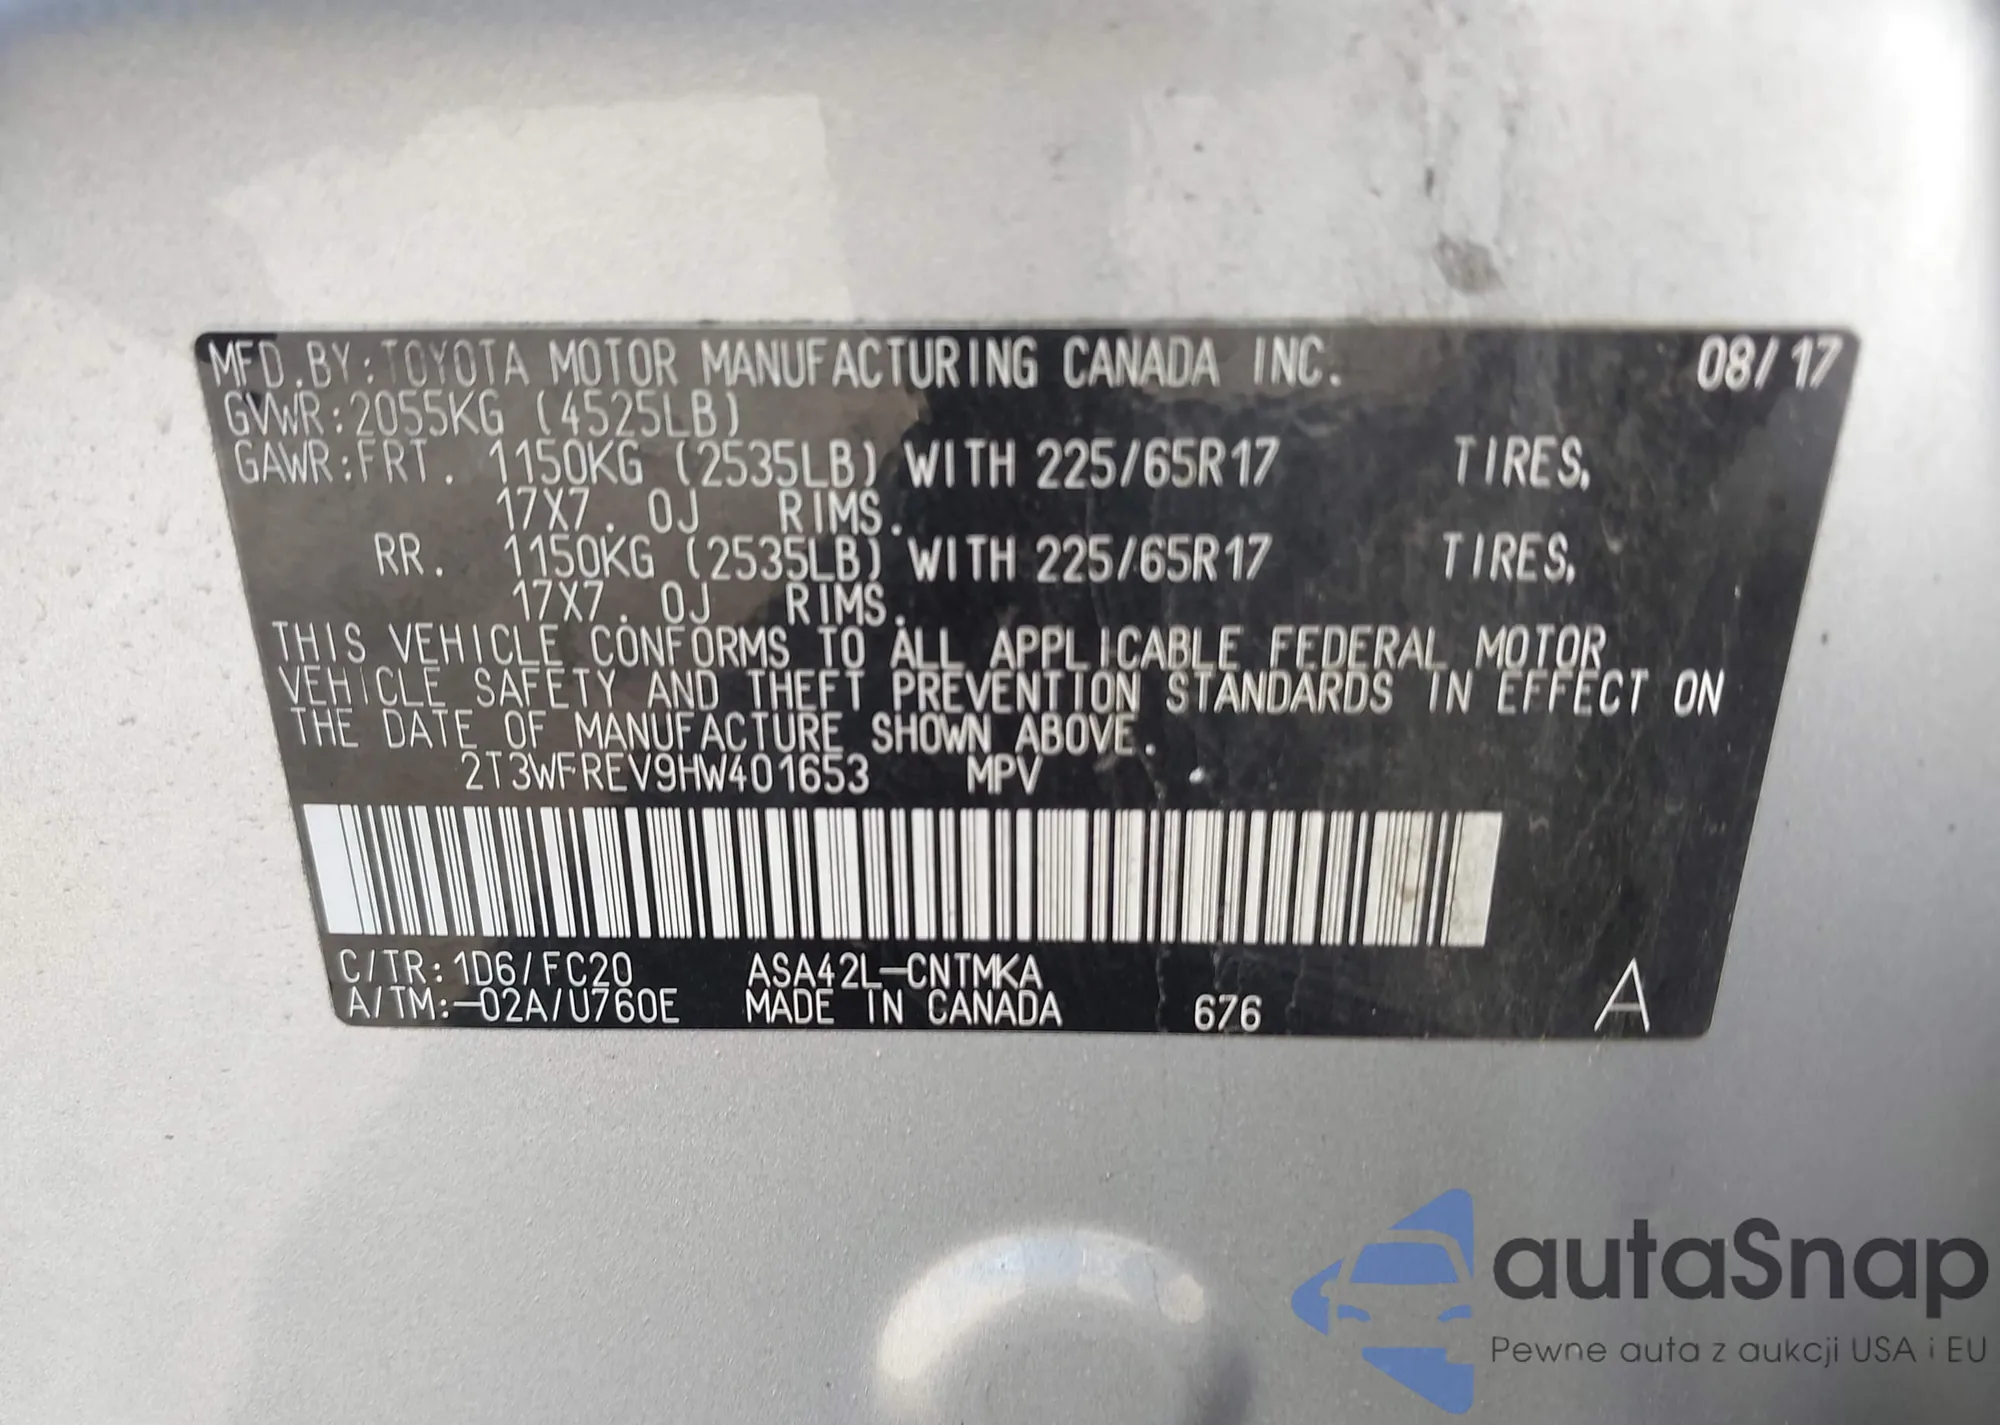 MFD.BY:TOYOTA MOTOR MANUFACTURING CANADA INC. 08/17
GVWR:2055KG (4525LB)
GAWR:FRT. 1150KG (2535LB) WITH 225/65R17 TIRES,
17X7.0J RIMS.
RR. 1150KG (2535LB) WITH 225/65R17 TIRES,
17X7.0J RIMS.
THIS VEHICLE CONFORMS TO ALL APPLICABLE FEDERAL MOTOR
VEHICLE SAFETY AND THEFT PREVENTION STANDARDS IN EFFECT ON
THE DATE OF MANUFACTURE SHOWN ABOVE.
2T3WFREV9HW401653 MPV
C/TR:1D6/FC20 ASA42L-CNTMKA
A/TM:-02A/U760E MADE IN CANADA 676 A
autaSnap
Pewne auta z aukcji USA i EU